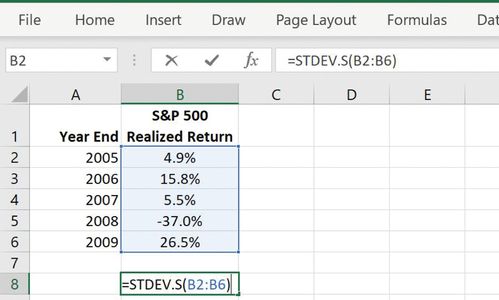 File Home Insert Draw Page Layout Formulas Dat
B2 fx =STDEV.S(B2:B6)
A B C D E
S&P 500
1 Year End Realized Return
2 2005 4.9%
3 2006 15.8%
4 2007 5.5%
5 2008 -37.0%
6 2009 26.5%
7
8 =STDEV.S(B2:B6)